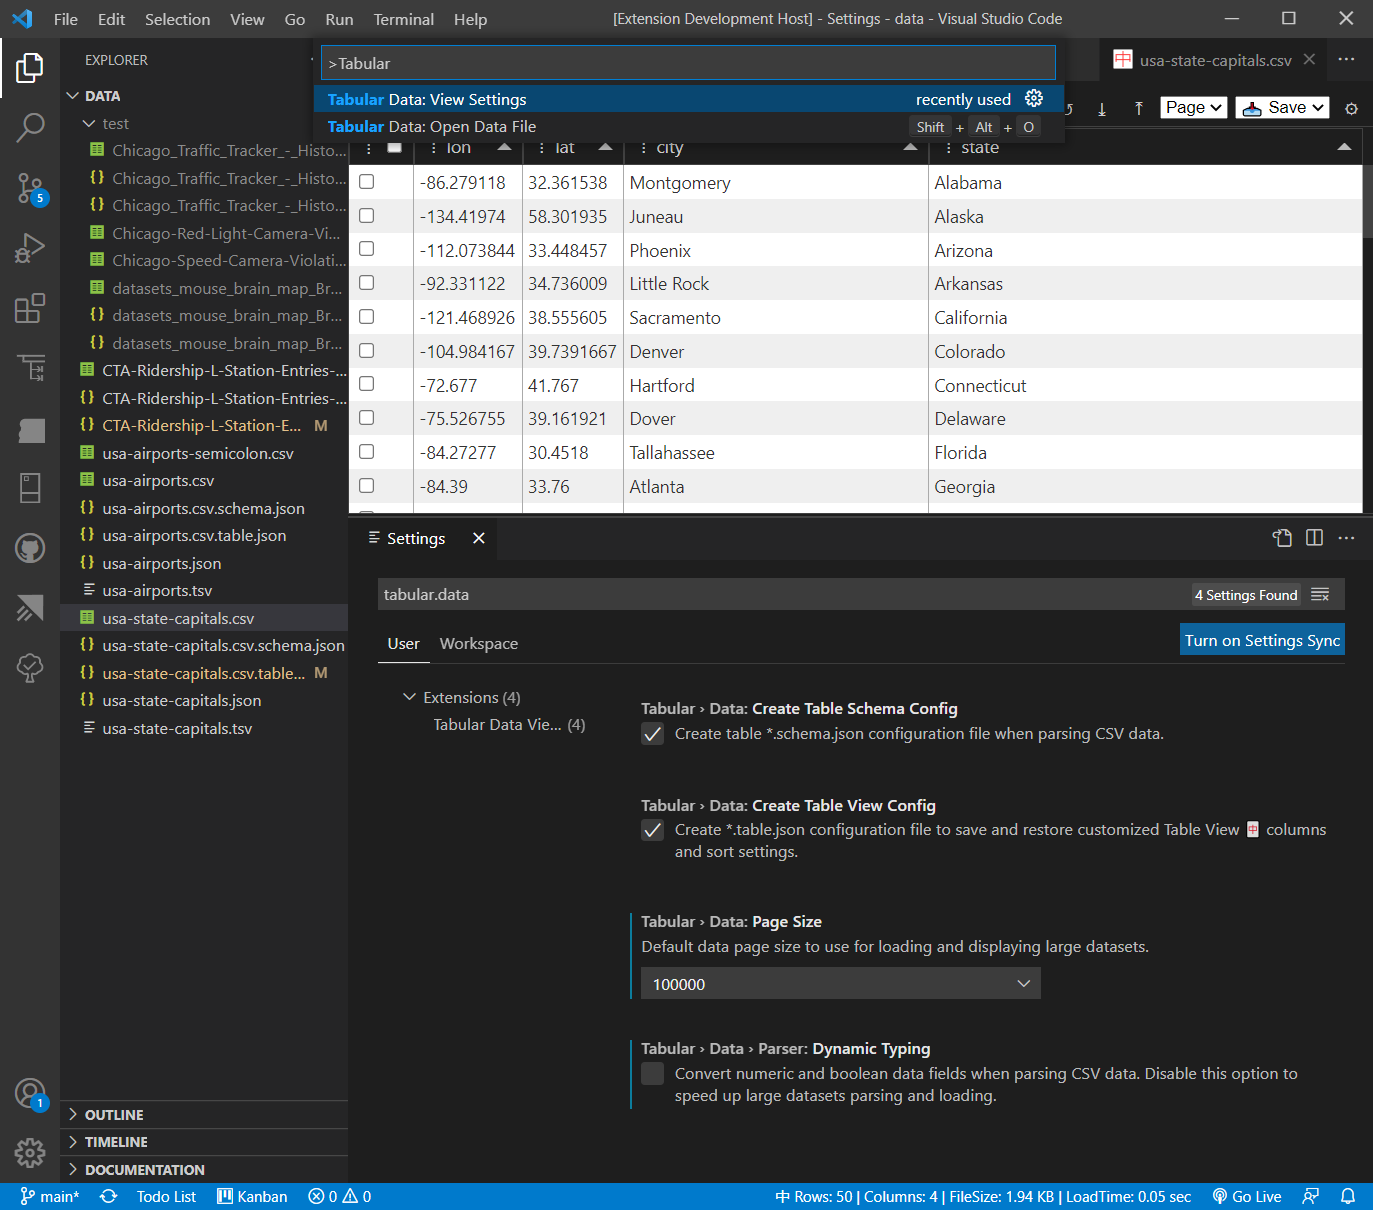 File Edit Selection View Go Run Terminal Help
[Extension Development Host] - Settings - data - Visual Studio Code
>Tabular
Tabular Data: View Settings recently used
Tabular Data: Open Data File Shift + Alt + O
EXPLORER
DATA
test
Chicago_Traffic_Tracker_-_Histo...
Chicago_Traffic_Tracker_-_Histo...
Chicago_Traffic_Tracker_-_Histo...
Chicago-Red-Light-Camera-Vi...
Chicago-Speed-Camera-Violati...
datasets_mouse_brain_map_Br...
datasets_mouse_brain_map_Br...
datasets_mouse_brain_map_Br...
CTA-Ridership-L-Station-Entries-...
CTA-Ridership-L-Station-Entries-...
CTA-Ridership-L-Station-E... M
usa-airports-semicolon.csv
usa-airports.csv
usa-airports.csv.schema.json
usa-airports.csv.table.json
usa-airports.json
usa-airports.tsv
usa-state-capitals.csv
usa-state-capitals.csv.schema.json
usa-state-capitals.csv.table... M
usa-state-capitals.json
usa-state-capitals.tsv
OUTLINE
TIMELINE
DOCUMENTATION
5
1
中 usa-state-capitals.csv
Page Save
lon lat city state
-86.279118 32.361538 Montgomery Alabama
-134.41974 58.301935 Juneau Alaska
-112.073844 33.448457 Phoenix Arizona
-92.331122 34.736009 Little Rock Arkansas
-121.468926 38.555605 Sacramento California
-104.984167 39.7391667 Denver Colorado
-72.677 41.767 Hartford Connecticut
-75.526755 39.161921 Dover Delaware
-84.27277 30.4518 Tallahassee Florida
-84.39 33.76 Atlanta Georgia
Settings
tabular.data 4 Settings Found
User Workspace Turn on Settings Sync
Extensions (4)
Tabular Data Vie... (4)
Tabular › Data: Create Table Schema Config
Create table *.schema.json configuration file when parsing CSV data.
Tabular › Data: Create Table View Config
Create *.table.json configuration file to save and restore customized Table View 🀄 columns
and sort settings.
Tabular › Data: Page Size
Default data page size to use for loading and displaying large datasets.
100000
Tabular › Data › Parser: Dynamic Typing
Convert numeric and boolean data fields when parsing CSV data. Disable this option to
speed up large datasets parsing and loading.
main* Todo List Kanban 0 0 中 Rows: 50 | Columns: 4 | FileSize: 1.94 KB | LoadTime: 0.05 sec Go Live